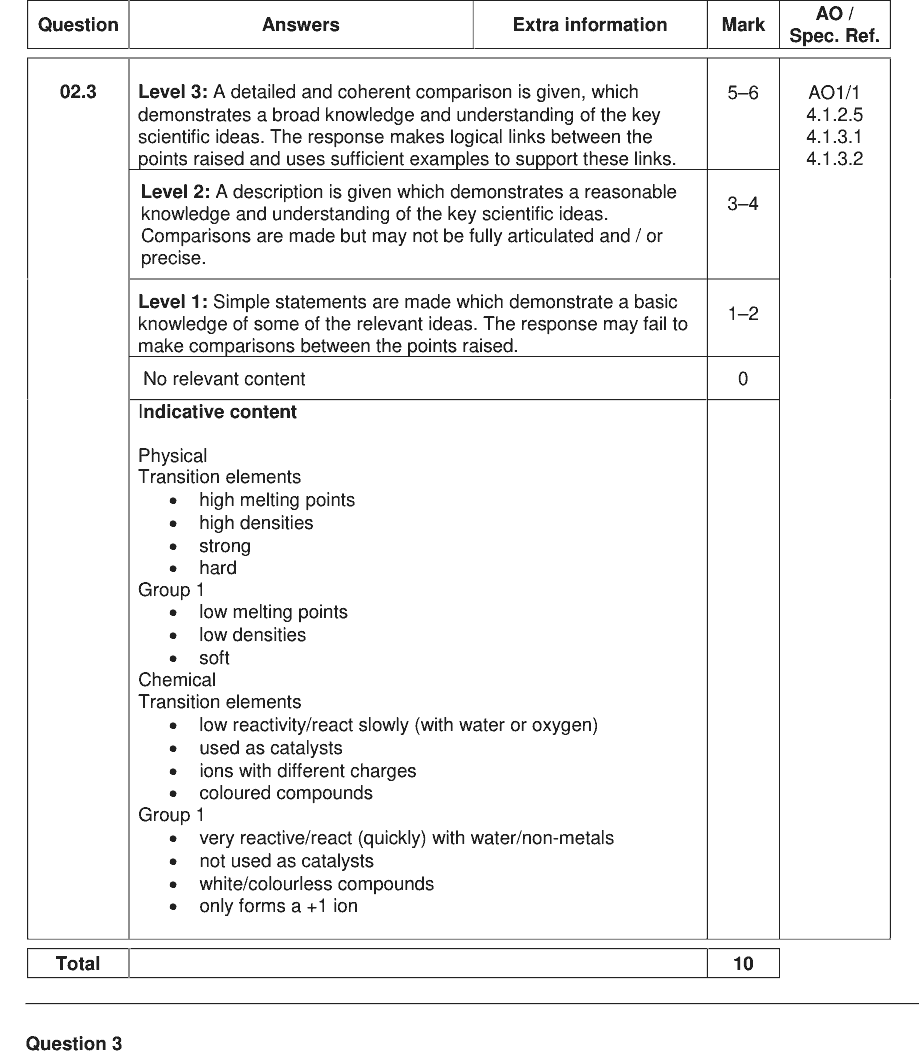 Question Answers Extra information Mark AO /
Spec. Ref.
02.3 Level 3: A detailed and coherent comparison is given, which 5–6 AO1/1
demonstrates a broad knowledge and understanding of the key 4.1.2.5
scientific ideas. The response makes logical links between the 4.1.3.1
points raised and uses sufficient examples to support these links. 4.1.3.2
Level 2: A description is given which demonstrates a reasonable
knowledge and understanding of the key scientific ideas. 3–4
Comparisons are made but may not be fully articulated and / or
precise.
Level 1: Simple statements are made which demonstrate a basic
knowledge of some of the relevant ideas. The response may fail to 1–2
make comparisons between the points raised.
No relevant content 0
Indicative content
Physical
Transition elements
• high melting points
• high densities
• strong
• hard
Group 1
• low melting points
• low densities
• soft
Chemical
Transition elements
• low reactivity/react slowly (with water or oxygen)
• used as catalysts
• ions with different charges
• coloured compounds
Group 1
• very reactive/react (quickly) with water/non-metals
• not used as catalysts
• white/colourless compounds
• only forms a +1 ion
Total 10
Question 3